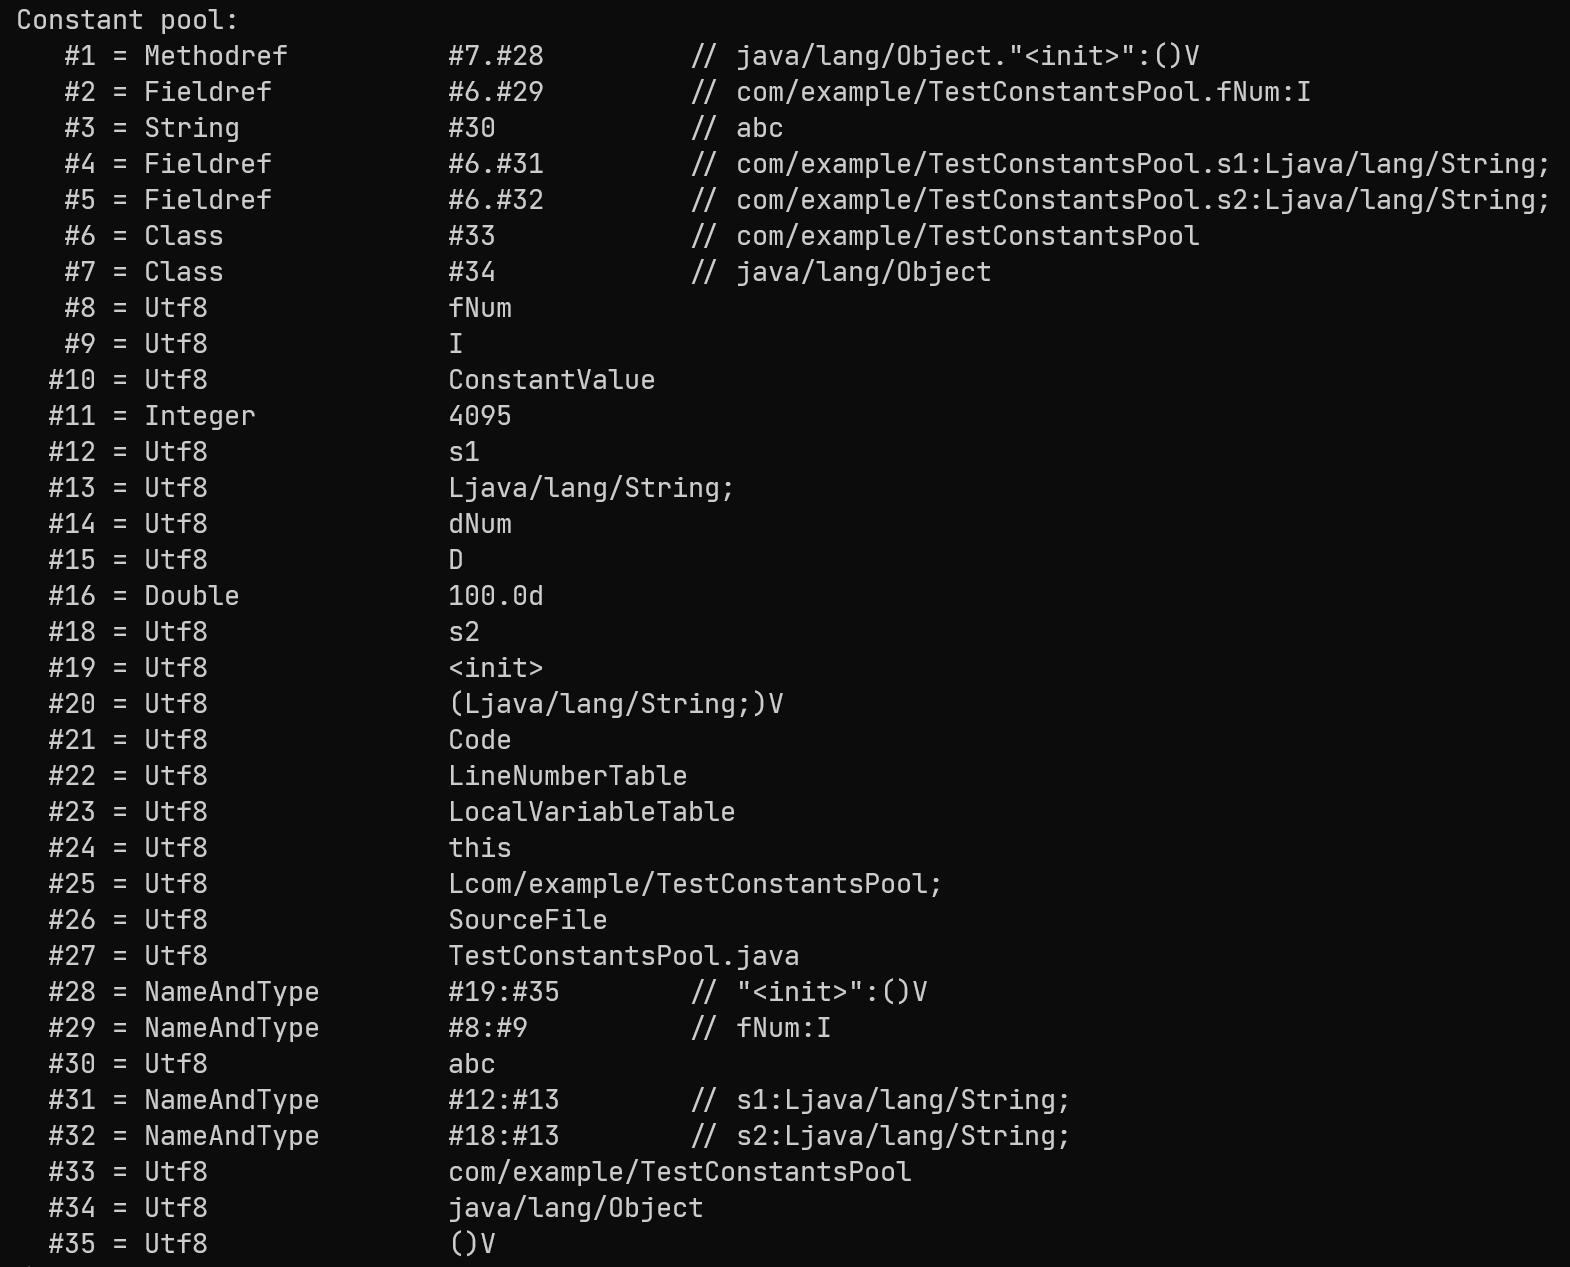 Constant pool:
   #1 = Methodref          #7.#28         // java/lang/Object."<init>":()V
   #2 = Fieldref           #6.#29         // com/example/TestConstantsPool.fNum:I
   #3 = String             #30            // abc
   #4 = Fieldref           #6.#31         // com/example/TestConstantsPool.s1:Ljava/lang/String;
   #5 = Fieldref           #6.#32         // com/example/TestConstantsPool.s2:Ljava/lang/String;
   #6 = Class              #33            // com/example/TestConstantsPool
   #7 = Class              #34            // java/lang/Object
   #8 = Utf8               fNum
   #9 = Utf8               I
  #10 = Utf8               ConstantValue
  #11 = Integer            4095
  #12 = Utf8               s1
  #13 = Utf8               Ljava/lang/String;
  #14 = Utf8               dNum
  #15 = Utf8               D
  #16 = Double             100.0d
  #18 = Utf8               s2
  #19 = Utf8               <init>
  #20 = Utf8               (Ljava/lang/String;)V
  #21 = Utf8               Code
  #22 = Utf8               LineNumberTable
  #23 = Utf8               LocalVariableTable
  #24 = Utf8               this
  #25 = Utf8               Lcom/example/TestConstantsPool;
  #26 = Utf8               SourceFile
  #27 = Utf8               TestConstantsPool.java
  #28 = NameAndType        #19:#35        // "<init>":()V
  #29 = NameAndType        #8:#9          // fNum:I
  #30 = Utf8               abc
  #31 = NameAndType        #12:#13        // s1:Ljava/lang/String;
  #32 = NameAndType        #18:#13        // s2:Ljava/lang/String;
  #33 = Utf8               com/example/TestConstantsPool
  #34 = Utf8               java/lang/Object
  #35 = Utf8               ()V